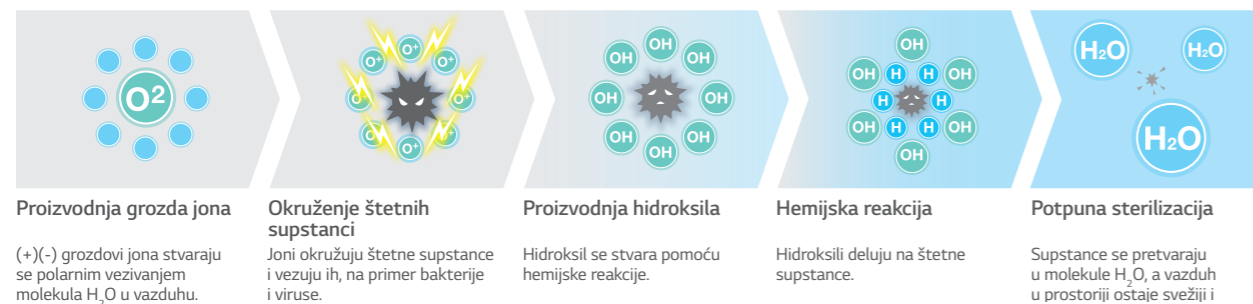 O²
O⁺ O⁺ O⁺ O⁺ O⁺ O⁺ O⁺ O⁺
OH OH OH OH OH OH OH OH
OH OH OH OH OH OH
H H H H H H
H₂O H₂O H₂O
Proizvodnja grozda jona
(+)(-) grozdovi jona stvaraju
se polarnim vezivanjem
molekula H₂O u vazduhu.
Okruženje štetnih
supstanci
Joni okružuju štetne supstance
i vezuju ih, na primer bakterije
i viruse.
Proizvodnja hidroksila
Hidroksil se stvara pomoću
hemijske reakcije.
Hemijska reakcija
Hidroksili deluju na štetne
supstance.
Potpuna sterilizacija
Supstance se pretvaraju
u molekule H₂O, a vazduh
u prostoriji ostaje svežiji i